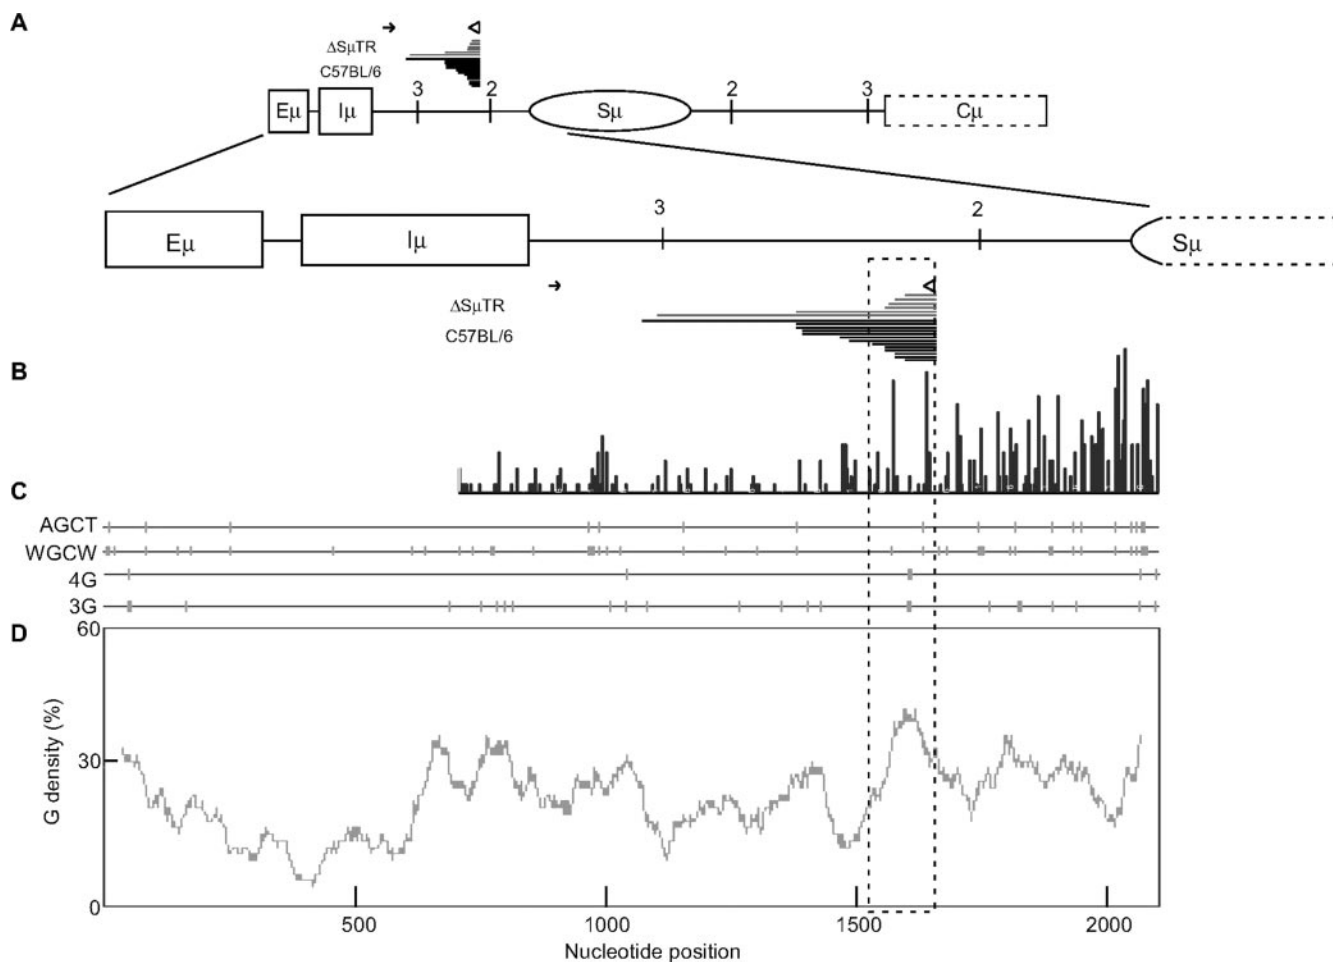 A
ΔSμTR
C57BL/6
3
2
2
3
Eμ
Iμ
Sμ
Cμ
3
2
Eμ
Iμ
Sμ
ΔSμTR
C57BL/6
B
C
AGCT
WGCW
4G
3G
D
60
30
0
G density (%)
500
1000
1500
2000
Nucleotide position